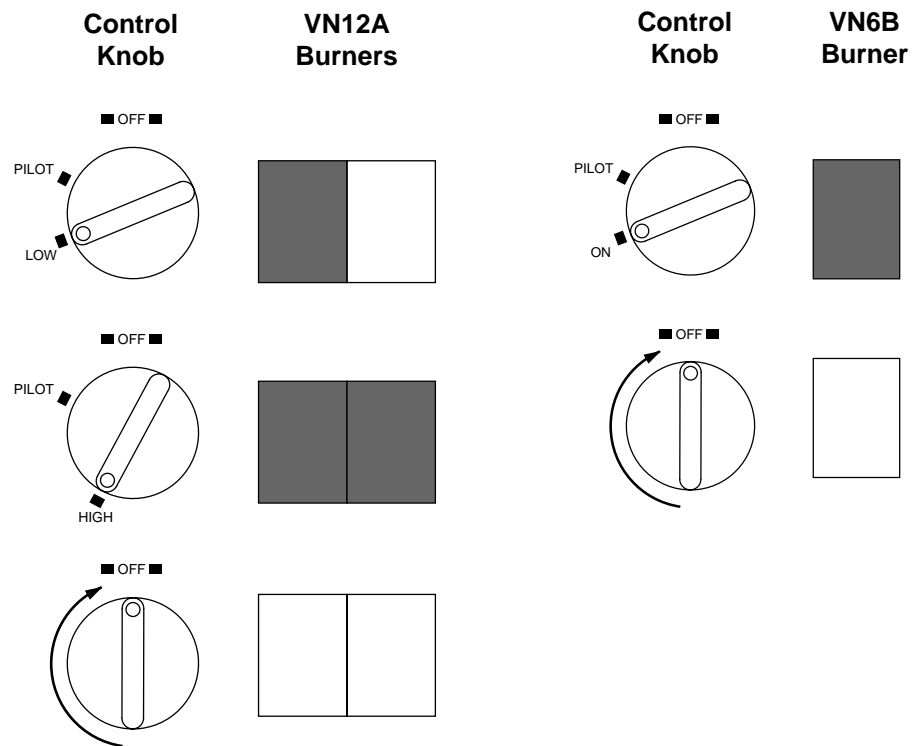 Control
Knob
VN12A
Burners
OFF
PILOT
LOW
OFF
PILOT
HIGH
OFF
Control
Knob
VN6B
Burner
OFF
PILOT
ON
OFF